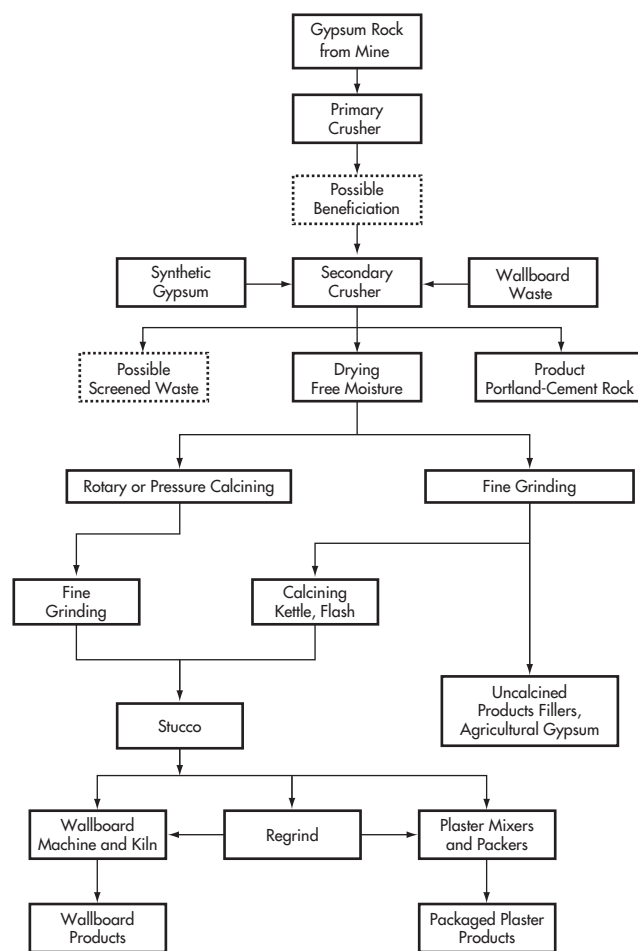 Gypsum Rock
from Mine
Primary
Crusher
Possible
Beneficiation
Synthetic
Gypsum
Secondary
Crusher
Wallboard
Waste
Possible
Screened Waste
Drying
Free Moisture
Product
Portland-Cement Rock
Rotary or Pressure Calcining
Fine Grinding
Fine
Grinding
Calcining
Kettle, Flash
Uncalcined
Products Fillers,
Agricultural Gypsum
Stucco
Wallboard
Machine and Kiln
Regrind
Plaster Mixers
and Packers
Wallboard
Products
Packaged Plaster
Products